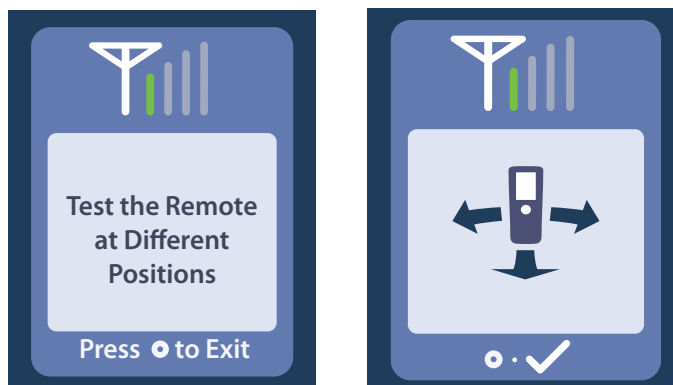 Test the Remote
at Different
Positions
Press to Exit